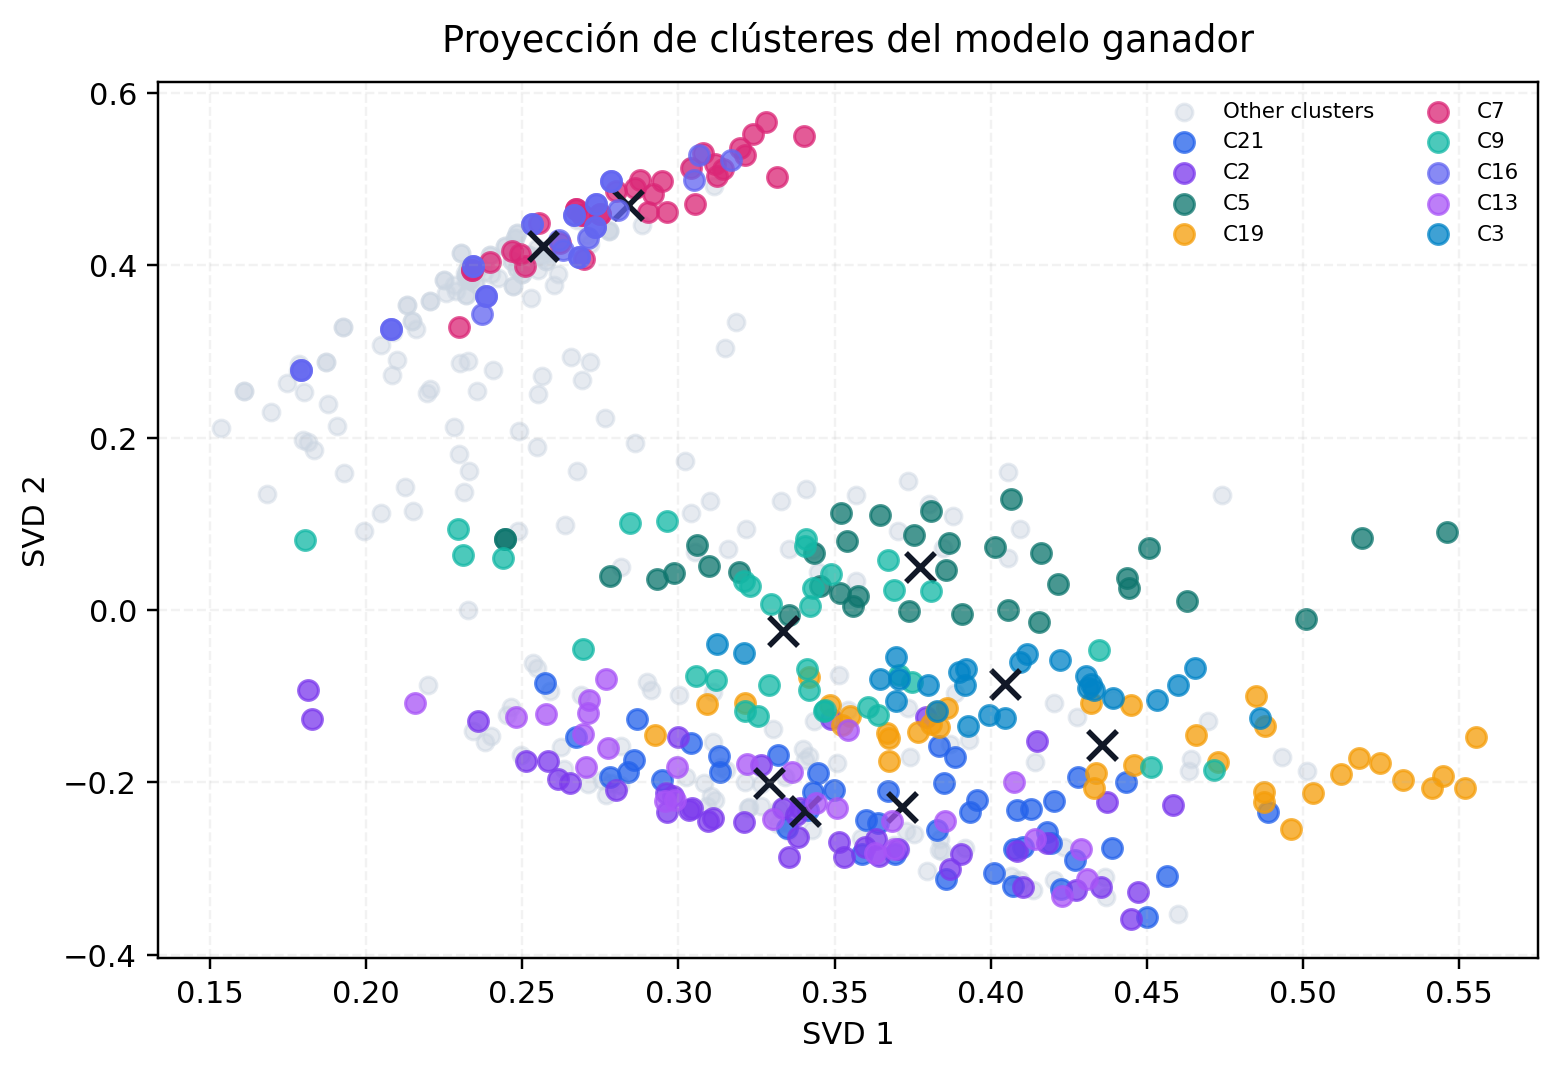 Proyección de clústeres del modelo ganador
Other clusters
C21
C2
C5
C19
C7
C9
C16
C13
C3
0.6
0.4
0.2
0.0
−0.2
−0.4
SVD 2
0.15 0.20 0.25 0.30 0.35 0.40 0.45 0.50 0.55
SVD 1